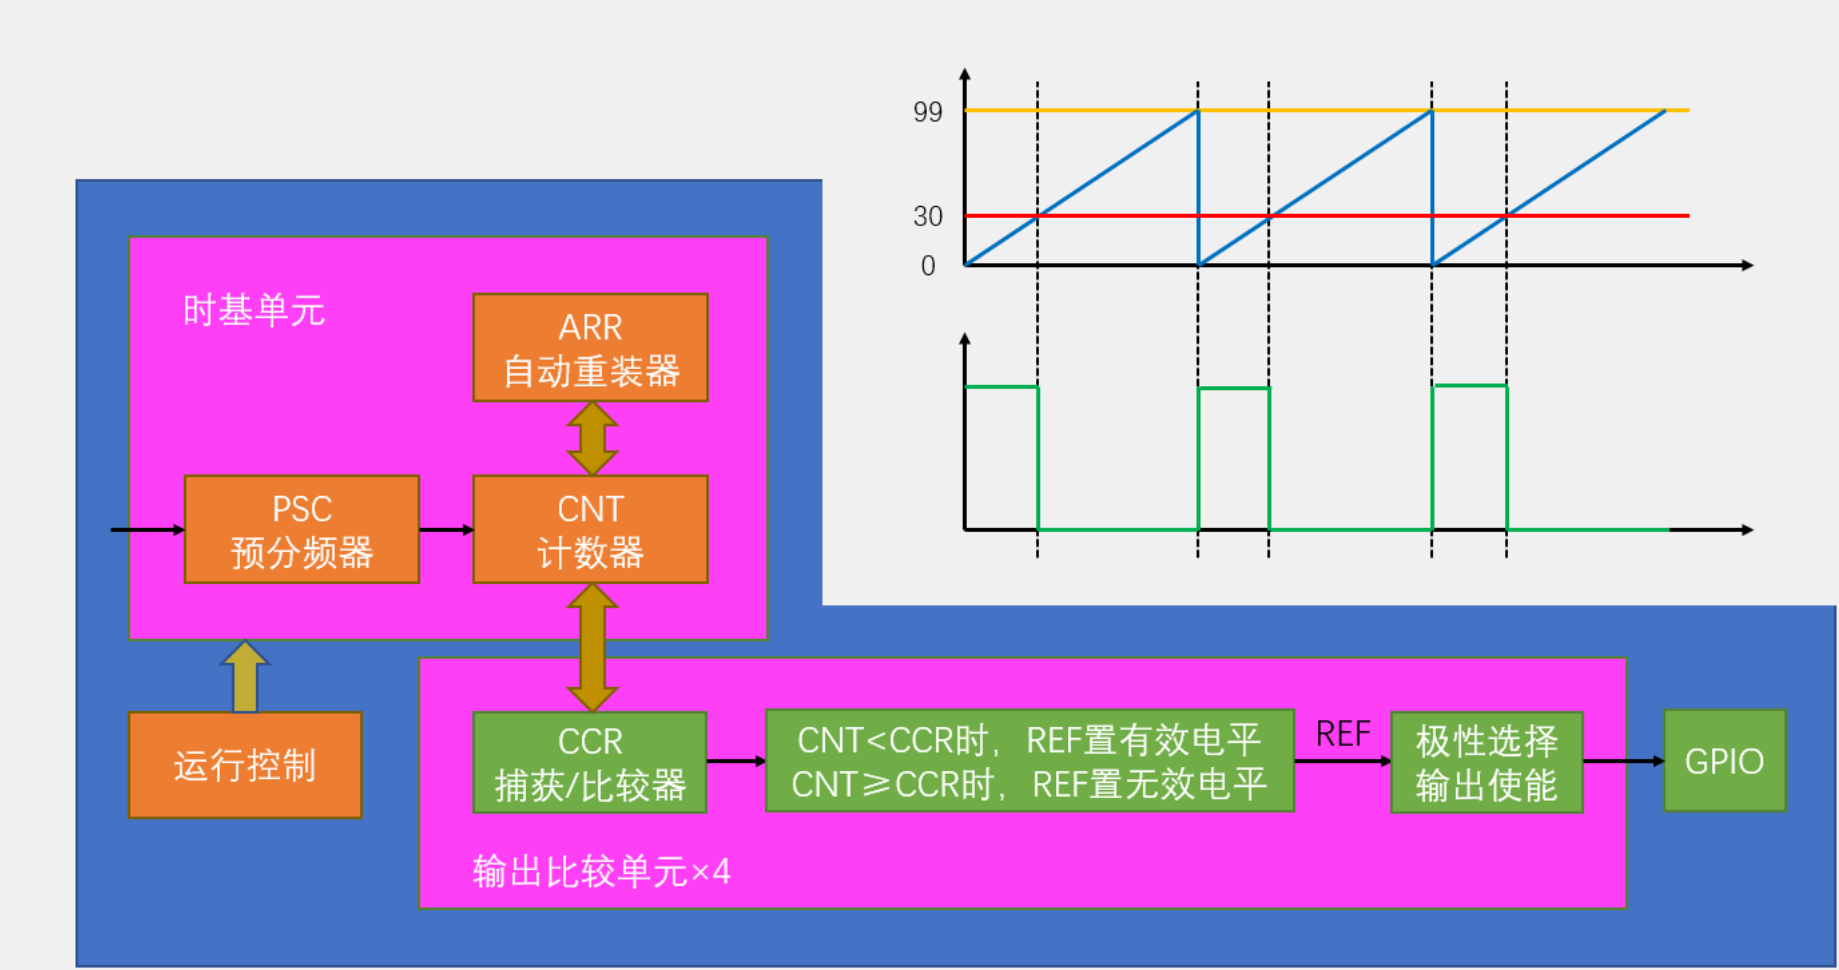 99
30
0
时基单元
ARR
自动重装器
PSC
预分频器
CNT
计数器
运行控制
CCR
捕获/比较器
CNT<CCR时，REF置有效电平
CNT≥CCR时，REF置无效电平
REF
极性选择
输出使能
GPIO
输出比较单元×4